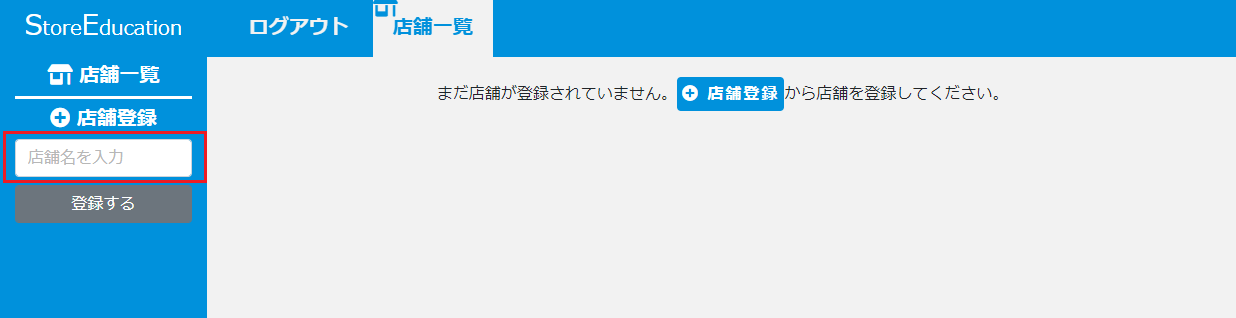 StoreEducation
ログアウト
店舗一覧
店舗一覧
店舗登録
店舗名を入力
登録する
まだ店舗が登録されていません。 店舗登録 から店舗を登録してください。